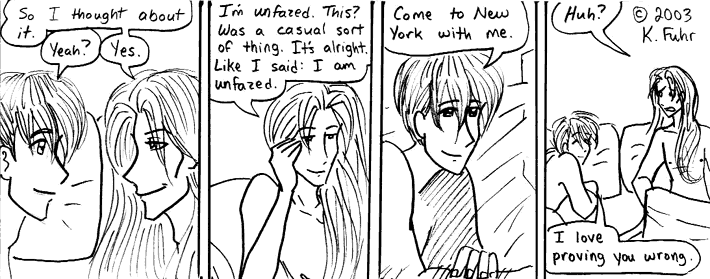 So I thought about
it.
Yeah?
Yes.
I'm unfazed. This?
Was a casual sort
of thing. It's alright.
Like I said: I am
unfazed.
Come to New
York with me.
Huh?
© 2003
K. Fuhr
I love
proving you wrong.